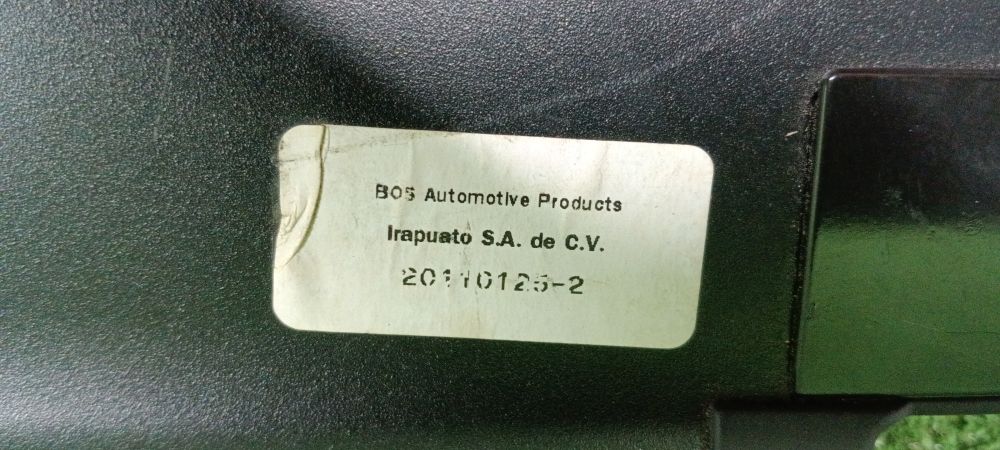 BOS Automotive Products
Irapuato S.A. de C.V.
20110125-2